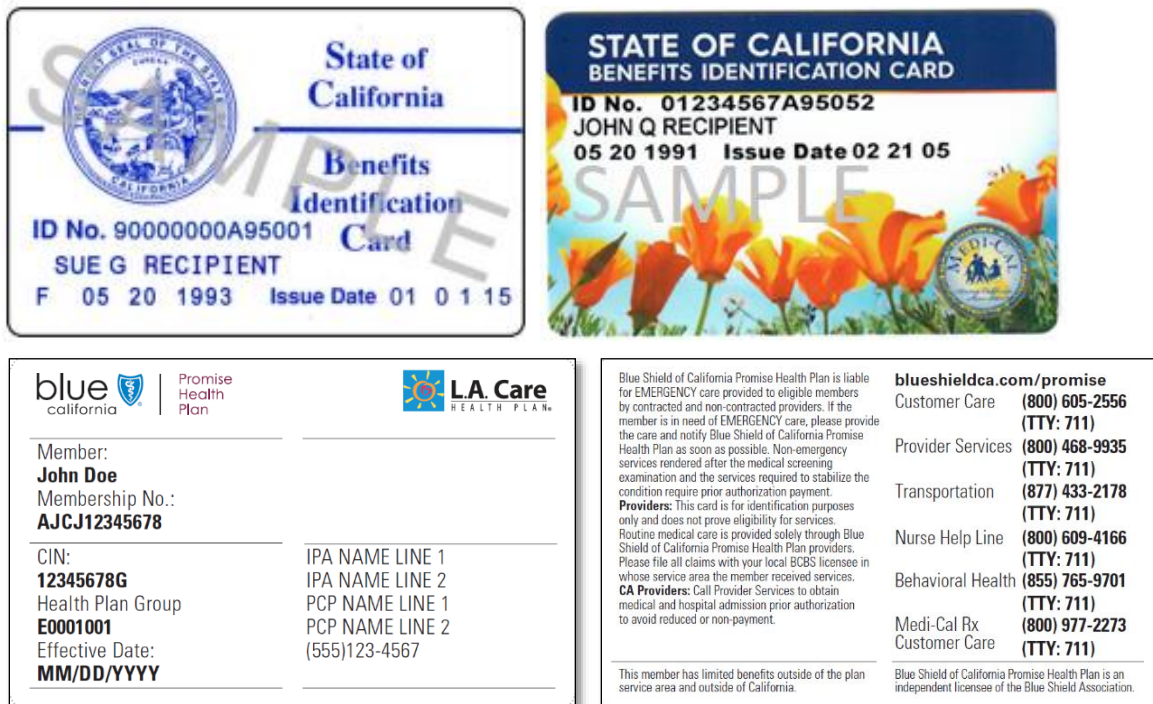 THE GREAT SEAL OF THE STATE OF
EUREKA
CALIFORNIA
State of
California
Benefits
Identification
Card
SAMPLE
ID No. 90000000A95001
SUE G RECIPIENT
F 05 20 1993 Issue Date 01 0 1 15
STATE OF CALIFORNIA
BENEFITS IDENTIFICATION CARD
ID No. 01234567A95052
JOHN Q RECIPIENT
05 20 1991 Issue Date 02 21 05
SAMPLE
MEDI-CAL
blue
california
Promise
Health
Plan
L.A. Care
HEALTH PLAN®
Member:
John Doe
Membership No.:
AJCJ12345678
CIN:
12345678G
Health Plan Group
E0001001
Effective Date:
MM/DD/YYYY
IPA NAME LINE 1
IPA NAME LINE 2
PCP NAME LINE 1
PCP NAME LINE 2
(555)123-4567
Blue Shield of California Promise Health Plan is liable
for EMERGENCY care provided to eligible members
by contracted and non-contracted providers. If the
member is in need of EMERGENCY care, please provide
the care and notify Blue Shield of California Promise
Health Plan as soon as possible. Non-emergency
services rendered after the medical screening
examination and the services required to stabilize the
condition require prior authorization payment.
Providers: This card is for identification purposes
only and does not prove eligibility for services.
Routine medical care is provided solely through Blue
Shield of California Promise Health Plan providers.
Please file all claims with your local BCBS licensee in
whose service area the member received services.
CA Providers: Call Provider Services to obtain
medical and hospital admission prior authorization
to avoid reduced or non-payment.
This member has limited benefits outside of the plan
service area and outside of California.
blueshieldca.com/promise
Customer Care (800) 605-2556
(TTY: 711)
Provider Services (800) 468-9935
(TTY: 711)
Transportation (877) 433-2178
(TTY: 711)
Nurse Help Line (800) 609-4166
(TTY: 711)
Behavioral Health (855) 765-9701
(TTY: 711)
Medi-Cal Rx (800) 977-2273
Customer Care (TTY: 711)
Blue Shield of California Promise Health Plan is an
independent licensee of the Blue Shield Association.